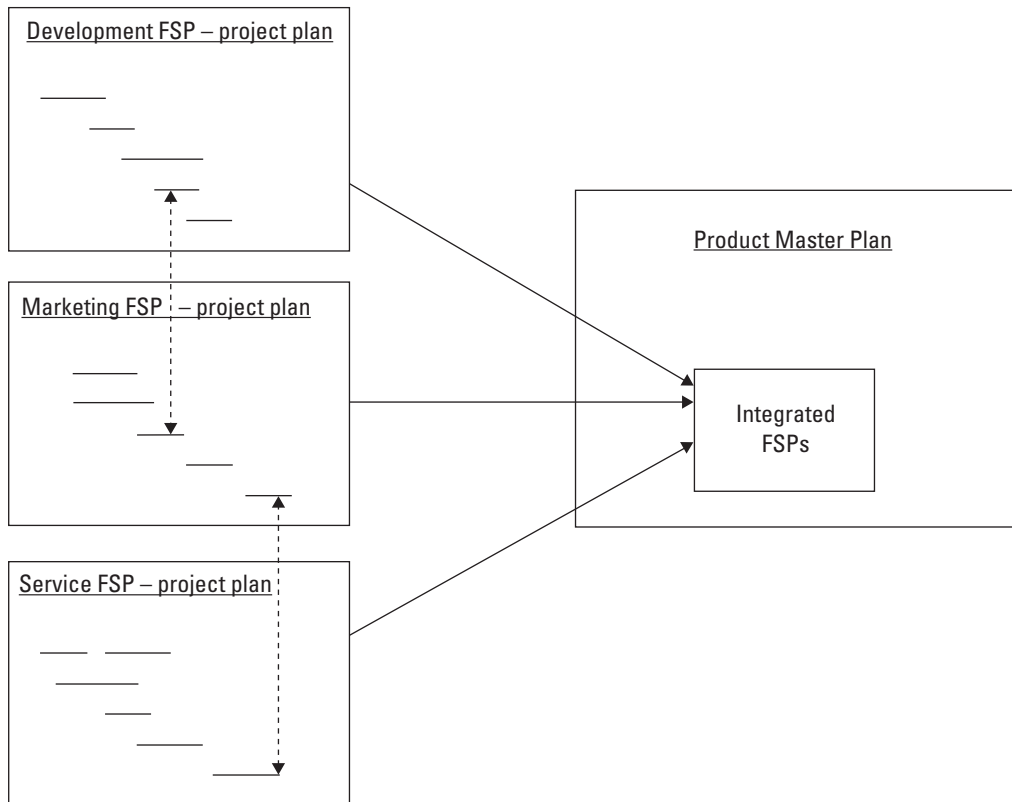 Development FSP – project plan
Marketing FSP – project plan
Service FSP – project plan
Product Master Plan
Integrated
FSPs